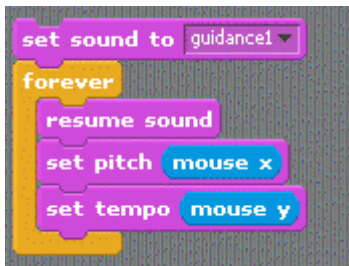 set sound to guidance1
forever
resume sound
set pitch mouse x
set tempo mouse y